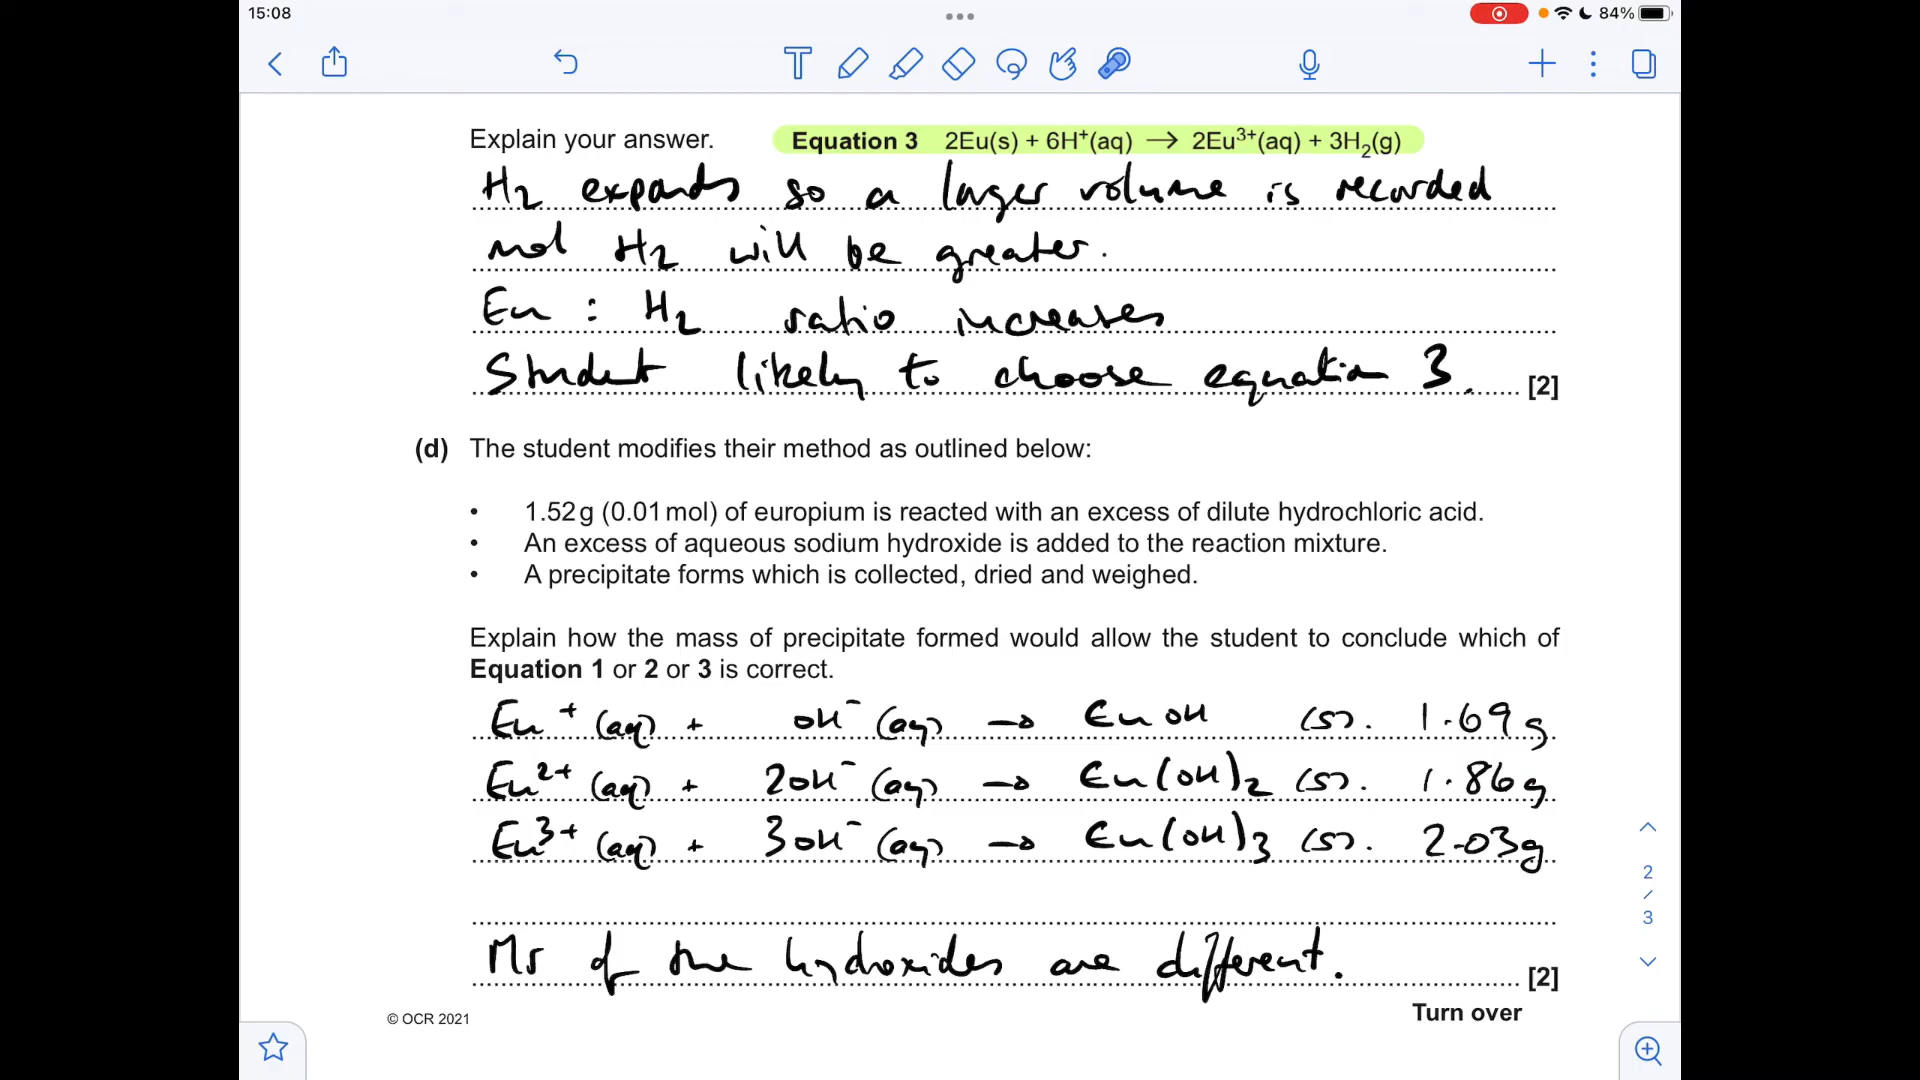 15:08
84%
Explain your answer. Equation 3 2Eu(s) + 6H⁺(aq) → 2Eu³⁺(aq) + 3H₂(g)
H₂ expands so a larger volume is recorded
mol H₂ will be greater.
Eu : H₂ ratio increases
Student likely to choose equation 3. [2]
(d) The student modifies their method as outlined below:
• 1.52 g (0.01 mol) of europium is reacted with an excess of dilute hydrochloric acid.
• An excess of aqueous sodium hydroxide is added to the reaction mixture.
• A precipitate forms which is collected, dried and weighed.
Explain how the mass of precipitate formed would allow the student to conclude which of
Equation 1 or 2 or 3 is correct.
Eu⁺(aq) + OH⁻(aq) → EuOH (s). 1.69g
Eu²⁺(aq) + 2OH⁻(aq) → Eu(OH)₂ (s). 1.86g
Eu³⁺(aq) + 3OH⁻(aq) → Eu(OH)₃ (s). 2.03g
2
/
3
Mr of the hydroxides are different. [2]
© OCR 2021
Turn over